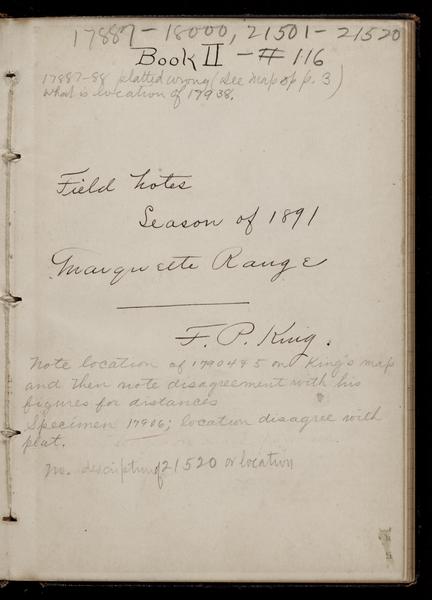 17887 - 18000, 21501 - 21520
Book II - # 116
17887-88 platted wrong (see map op p. 3)
What is location of 17938.
Field Notes
Season of 1891
Marquette Range
F. P. King.
Note location of 17904 & 5 on King's map
and then note disagreement with his
figures for distances
Specimen 17906; location disagree with
plat.
No description of 21520 or location